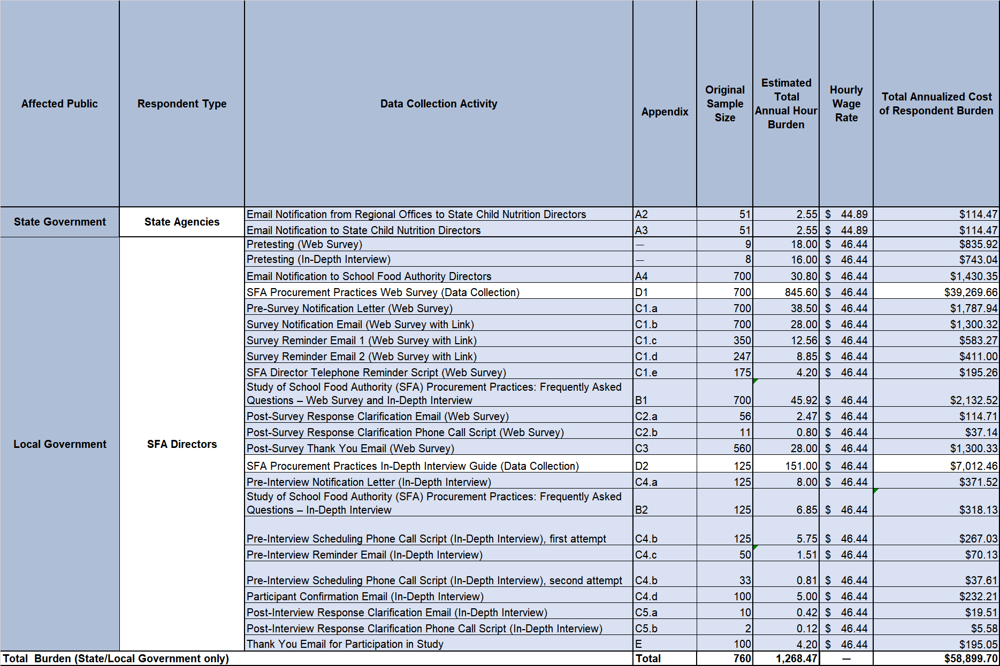 Affected Public
Respondent Type
Data Collection Activity
Appendix
Original
Sample
Size
Estimated
Total
Annual Hour
Burden
Hourly
Wage
Rate
Total Annualized Cost
of Respondent Burden
State Government
State Agencies
Email Notification from Regional Offices to State Child Nutrition Directors A2 51 2.55 $ 44.89 $114.47
Email Notification to State Child Nutrition Directors A3 51 2.55 $ 44.89 $114.47
Local Government
SFA Directors
Pretesting (Web Survey) — 9 18.00 $ 46.44 $835.92
Pretesting (In-Depth Interview) — 8 16.00 $ 46.44 $743.04
Email Notification to School Food Authority Directors A4 700 30.80 $ 46.44 $1,430.35
SFA Procurement Practices Web Survey (Data Collection) D1 700 845.60 $ 46.44 $39,269.66
Pre-Survey Notification Letter (Web Survey) C1.a 700 38.50 $ 46.44 $1,787.94
Survey Notification Email (Web Survey with Link) C1.b 700 28.00 $ 46.44 $1,300.32
Survey Reminder Email 1 (Web Survey with Link) C1.c 350 12.56 $ 46.44 $583.27
Survey Reminder Email 2 (Web Survey with Link) C1.d 247 8.85 $ 46.44 $411.00
SFA Director Telephone Reminder Script (Web Survey) C1.e 175 4.20 $ 46.44 $195.26
Study of School Food Authority (SFA) Procurement Practices: Frequently Asked
Questions – Web Survey and In-Depth Interview B1 700 45.92 $ 46.44 $2,132.52
Post-Survey Response Clarification Email (Web Survey) C2.a 56 2.47 $ 46.44 $114.71
Post-Survey Response Clarification Phone Call Script (Web Survey) C2.b 11 0.80 $ 46.44 $37.14
Post-Survey Thank You Email (Web Survey) C3 560 28.00 $ 46.44 $1,300.33
SFA Procurement Practices In-Depth Interview Guide (Data Collection) D2 125 151.00 $ 46.44 $7,012.46
Pre-Interview Notification Letter (In-Depth Interview) C4.a 125 8.00 $ 46.44 $371.52
Study of School Food Authority (SFA) Procurement Practices: Frequently Asked
Questions – In-Depth Interview B2 125 6.85 $ 46.44 $318.13
Pre-Interview Scheduling Phone Call Script (In-Depth Interview), first attempt C4.b 125 5.75 $ 46.44 $267.03
Pre-Interview Reminder Email (In-Depth Interview) C4.c 50 1.51 $ 46.44 $70.13
Pre-Interview Scheduling Phone Call Script (In-Depth Interview), second attempt C4.b 33 0.81 $ 46.44 $37.61
Participant Confirmation Email (In-Depth Interview) C4.d 100 5.00 $ 46.44 $232.21
Post-Interview Response Clarification Email (In-Depth Interview) C5.a 10 0.42 $ 46.44 $19.51
Post-Interview Response Clarification Phone Call Script (In-Depth Interview) C5.b 2 0.12 $ 46.44 $5.58
Thank You Email for Participation in Study E 100 4.20 $ 46.44 $195.05
Total Burden (State/Local Government only) Total 760 1,268.47 — $58,899.70